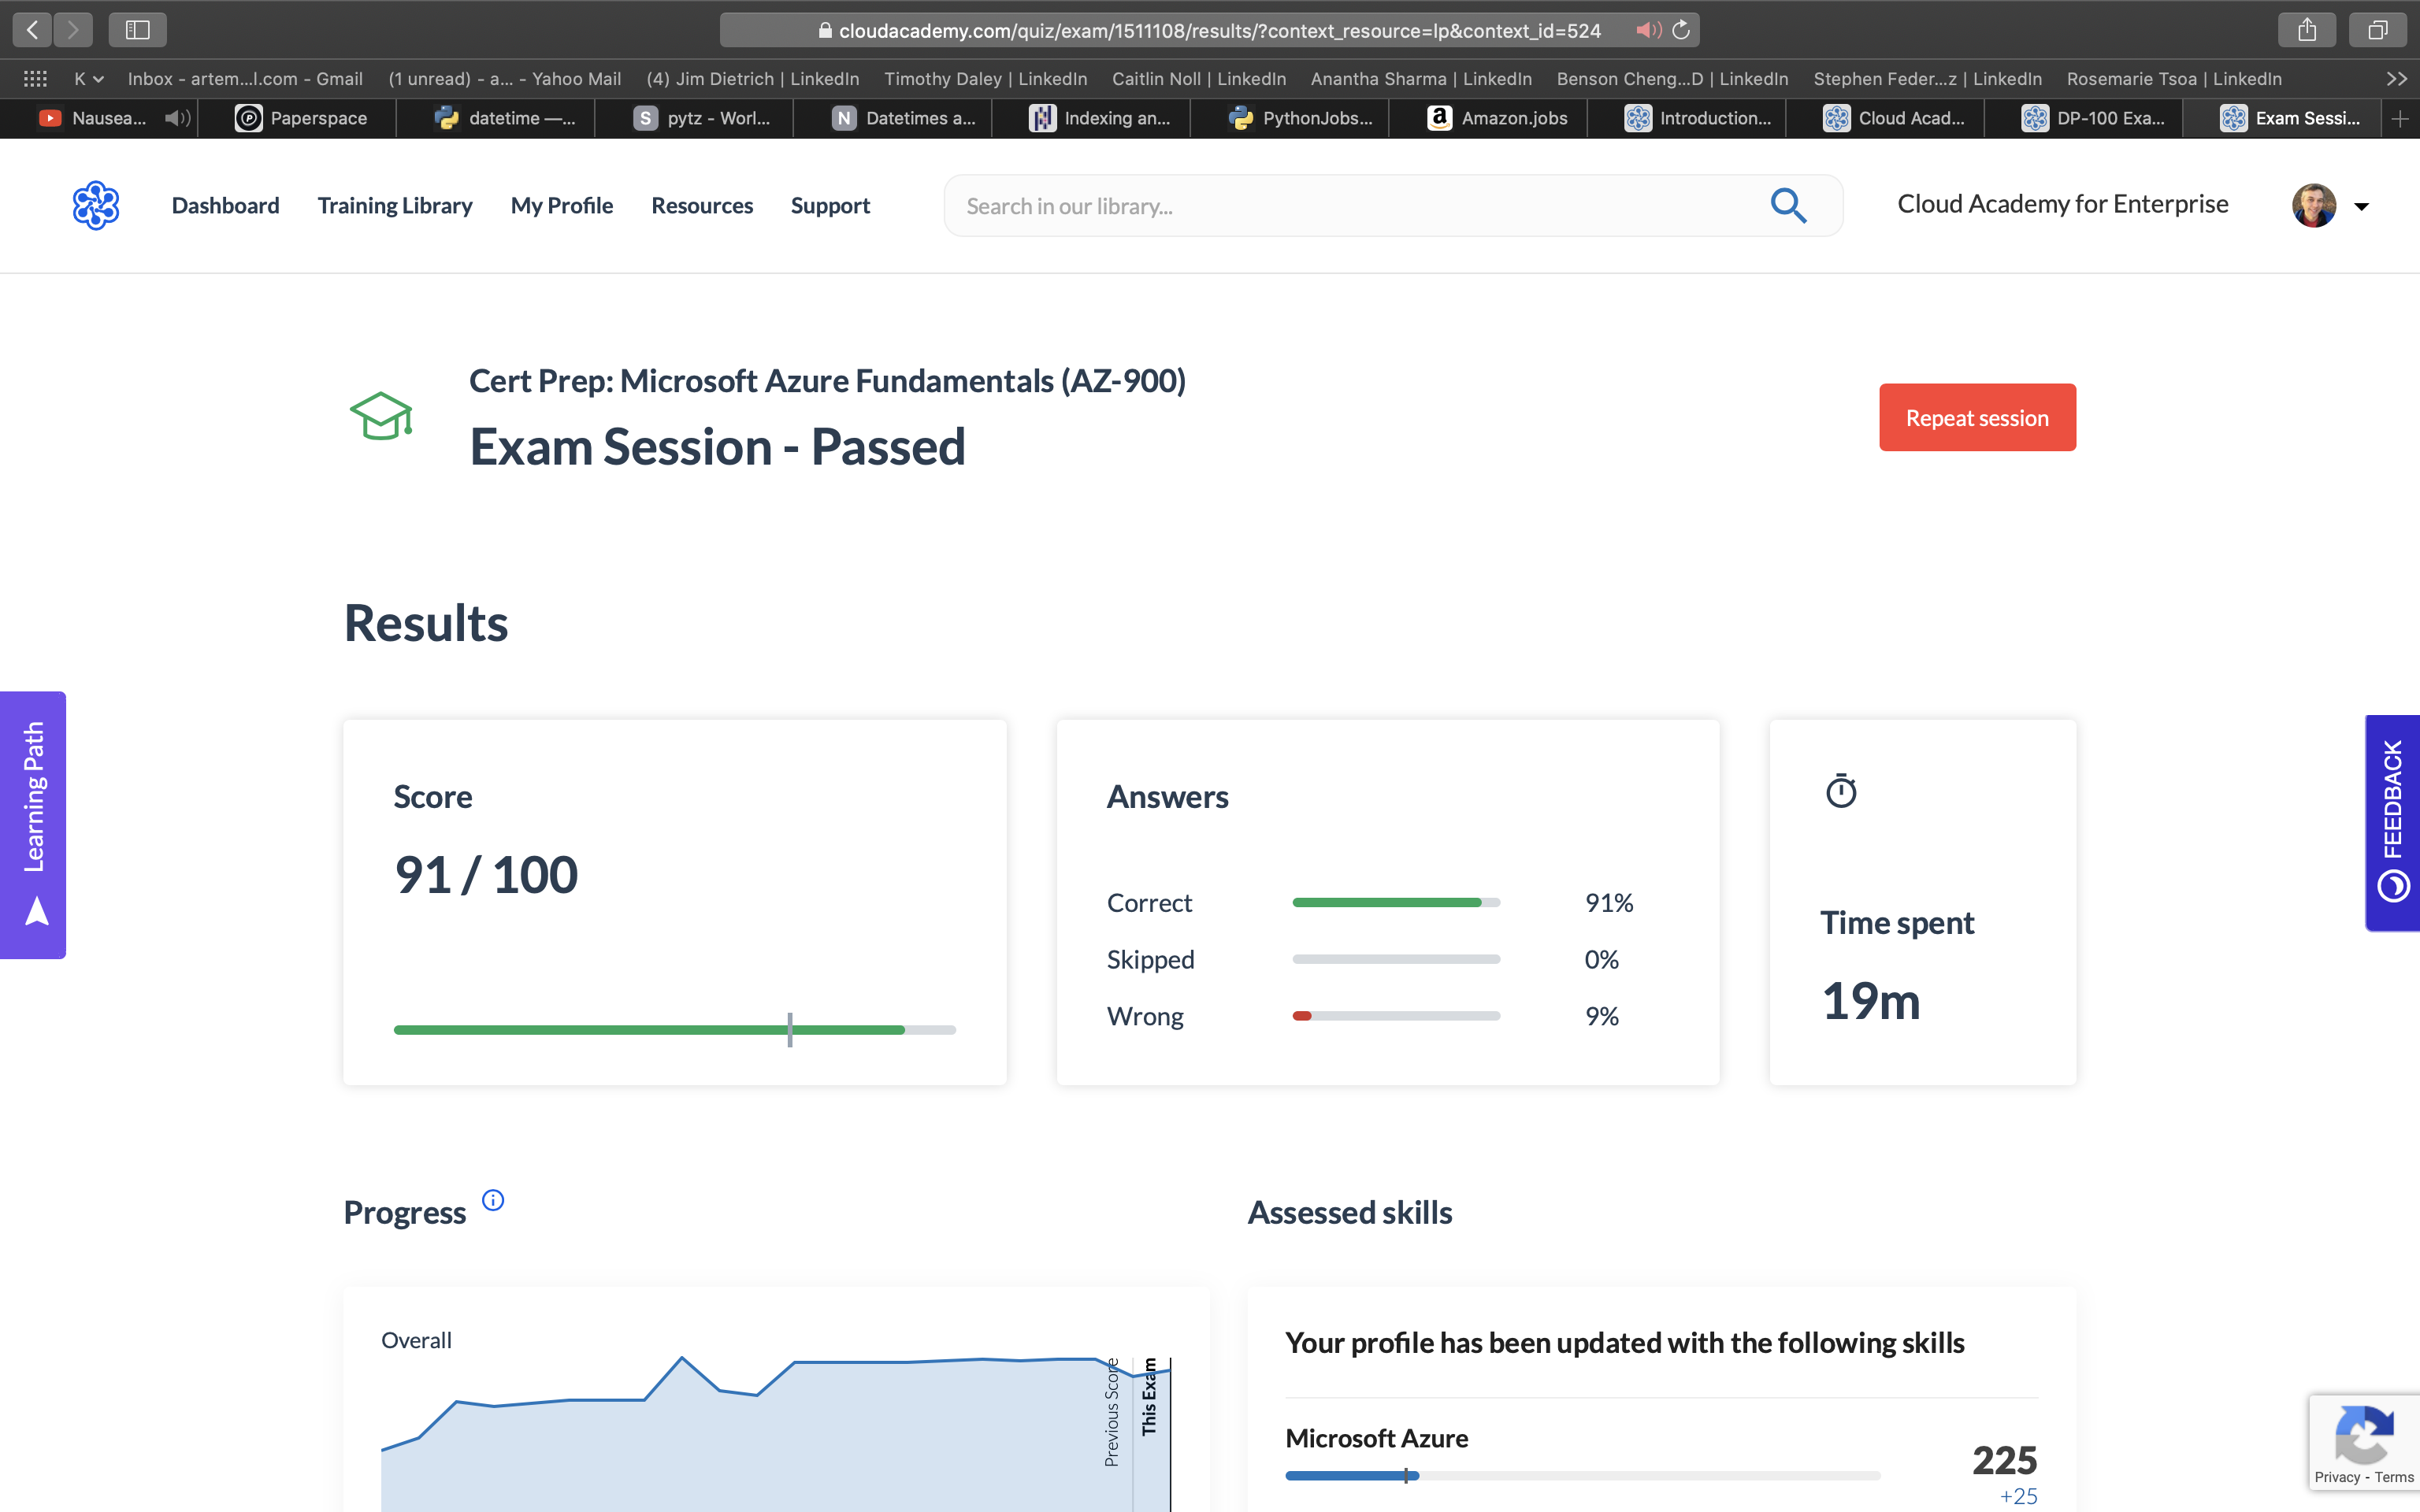 cloudacademy.com/quiz/exam/1511108/results/?context_resource=lp&context_id=524
K Inbox - artem...l.com - Gmail (1 unread) - a... - Yahoo Mail (4) Jim Dietrich | LinkedIn Timothy Daley | LinkedIn Caitlin Noll | LinkedIn Anantha Sharma | LinkedIn Benson Cheng...D | LinkedIn Stephen Feder...z | LinkedIn Rosemarie Tsoa | LinkedIn
Nausea... Paperspace datetime —... S pytz - Worl... N Datetimes a... Indexing an... PythonJobs... a Amazon.jobs Introduction... Cloud Acad... DP-100 Exa... Exam Sessi...
Dashboard Training Library My Profile Resources Support Search in our library... Cloud Academy for Enterprise
Cert Prep: Microsoft Azure Fundamentals (AZ-900)
Exam Session - Passed
Repeat session
Results
Learning Path
FEEDBACK
Score
91 / 100
Answers
Correct 91%
Skipped 0%
Wrong 9%
Time spent
19m
Progress
Assessed skills
Overall
Previous Score
This Exam
Your profile has been updated with the following skills
Microsoft Azure
225
+25
Privacy - Terms